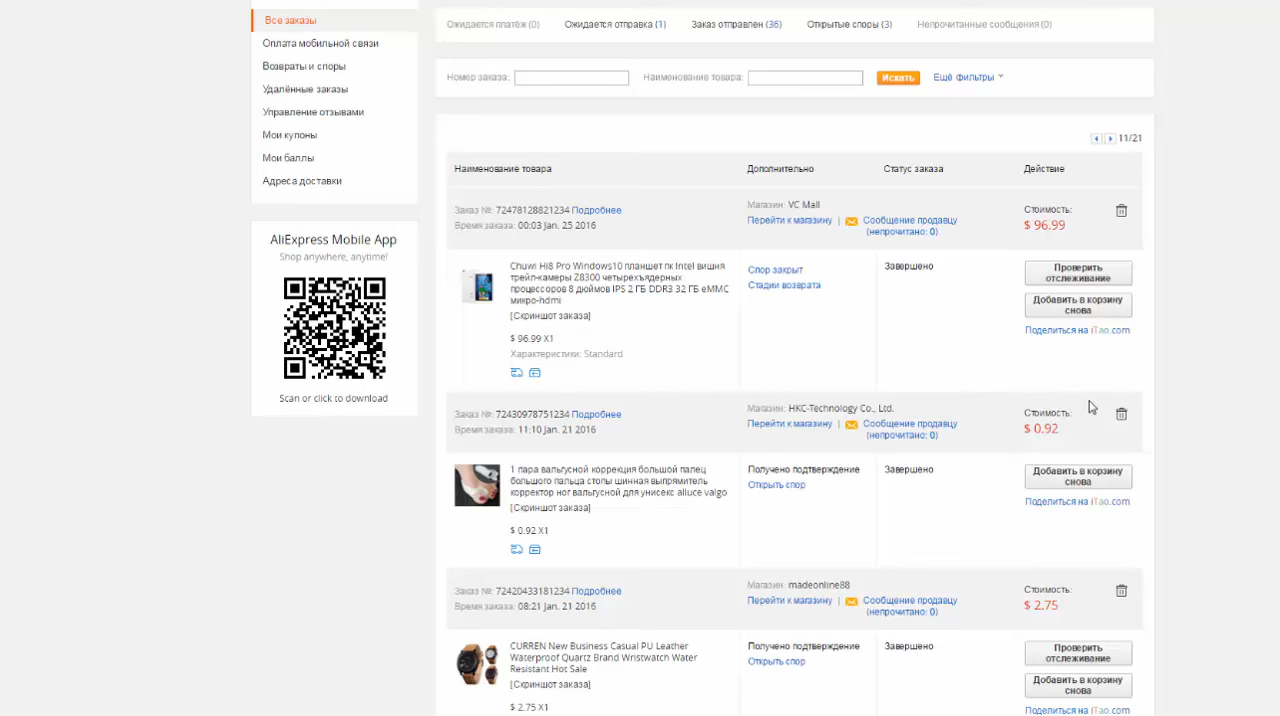 Все заказы
Оплата мобильной связи
Возвраты и споры
Удалённые заказы
Управление отзывами
Мои купоны
Мои баллы
Адреса доставки
AliExpress Mobile App
Shop anywhere, anytime!
Scan or click to download
Ожидается платёж (0) Ожидается отправка (1) Заказ отправлен (36) Открытые споры (3) Непрочитанные сообщения (0)
Номер заказа: Наименование товара: Искать Ещё фильтры
11/21
Наименование товара Дополнительно Статус заказа Действие
Заказ №: 72478128821234 Подробнее
Время заказа: 00:03 Jan. 25 2016
Магазин: VC Mall
Перейти к магазину | Сообщение продавцу
(непрочитано: 0)
Стоимость:
$ 96.99
Chuwi Hi8 Pro Windows10 планшет пк Intel вишня
трейл-камеры Z8300 четырехъядерных
процессоров 8 дюймов IPS 2 ГБ DDR3 32 ГБ eMMC
микро-hdmi
[Скриншот заказа]
$ 96.99 X1
Характеристики: Standard
Спор закрыт
Стадии возврата
Завершено
Проверить
отслеживание
Добавить в корзину
снова
Поделиться на iTao.com
Заказ №: 72430978751234 Подробнее
Время заказа: 11:10 Jan. 21 2016
Магазин: HKC-Technology Co., Ltd.
Перейти к магазину | Сообщение продавцу
(непрочитано: 0)
Стоимость:
$ 0.92
1 пара вальгусной коррекция большой палец
большого пальца стопы шинная выпрямитель
корректор ног вальгусной для унисекс alluce valgo
[Скриншот заказа]
$ 0.92 X1
Получено подтверждение
Открыть спор
Завершено
Добавить в корзину
снова
Поделиться на iTao.com
Заказ №: 72420433181234 Подробнее
Время заказа: 08:21 Jan. 21 2016
Магазин: madeonline88
Перейти к магазину | Сообщение продавцу
(непрочитано: 0)
Стоимость:
$ 2.75
CURREN New Business Casual PU Leather
Waterproof Quartz Brand Wristwatch Water
Resistant Hot Sale
[Скриншот заказа]
$ 2.75 X1
Получено подтверждение
Открыть спор
Завершено
Проверить
отслеживание
Добавить в корзину
снова
Поделиться на iTao.com